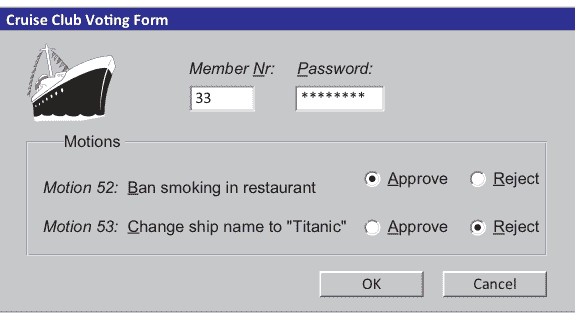 Cruise Club Voting Form
Member Nr: Password:
33 ********
Motions
Motion 52: Ban smoking in restaurant Approve Reject
Motion 53: Change ship name to "Titanic" Approve Reject
OK Cancel